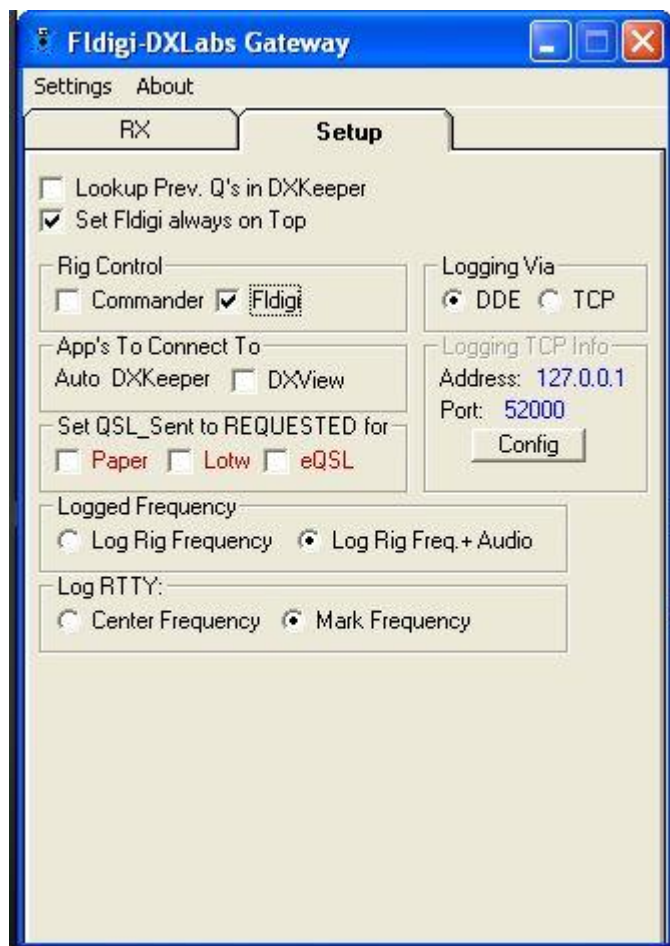 Fldigi-DXLabs Gateway
Settings About
RX Setup
Lookup Prev. Q's in DXKeeper
Set Fldigi always on Top
Rig Control
Commander Fldigi
Logging Via
DDE TCP
App's To Connect To
Auto DXKeeper DXView
Logging TCP Info
Address: 127.0.0.1
Port: 52000
Config
Set QSL_Sent to REQUESTED for
Paper Lotw eQSL
Logged Frequency
Log Rig Frequency Log Rig Freq.+ Audio
Log RTTY:
Center Frequency Mark Frequency